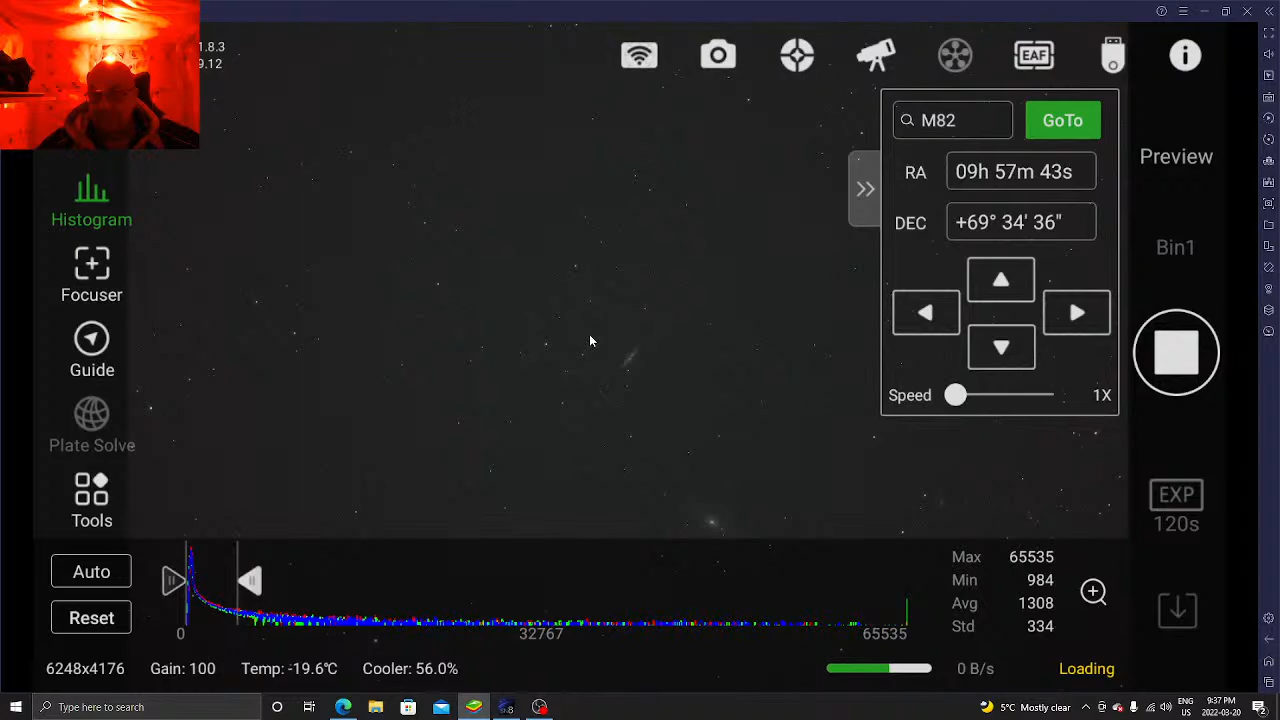 1.8.3
9.12
EAF
M82
GoTo
RA
09h 57m 43s
DEC
+69° 34' 36"
Speed
1X
Preview
Bin1
EXP
120s
Histogram
Focuser
Guide
Plate Solve
Tools
Auto
Reset
0
32767
65535
Max 65535
Min 984
Avg 1308
Std 334
6248x4176 Gain: 100 Temp: -19.6℃ Cooler: 56.0% 0 B/s Loading
Type here to search
5°C Mostly clear
ENG
US
9:37 PM
2022-03-20